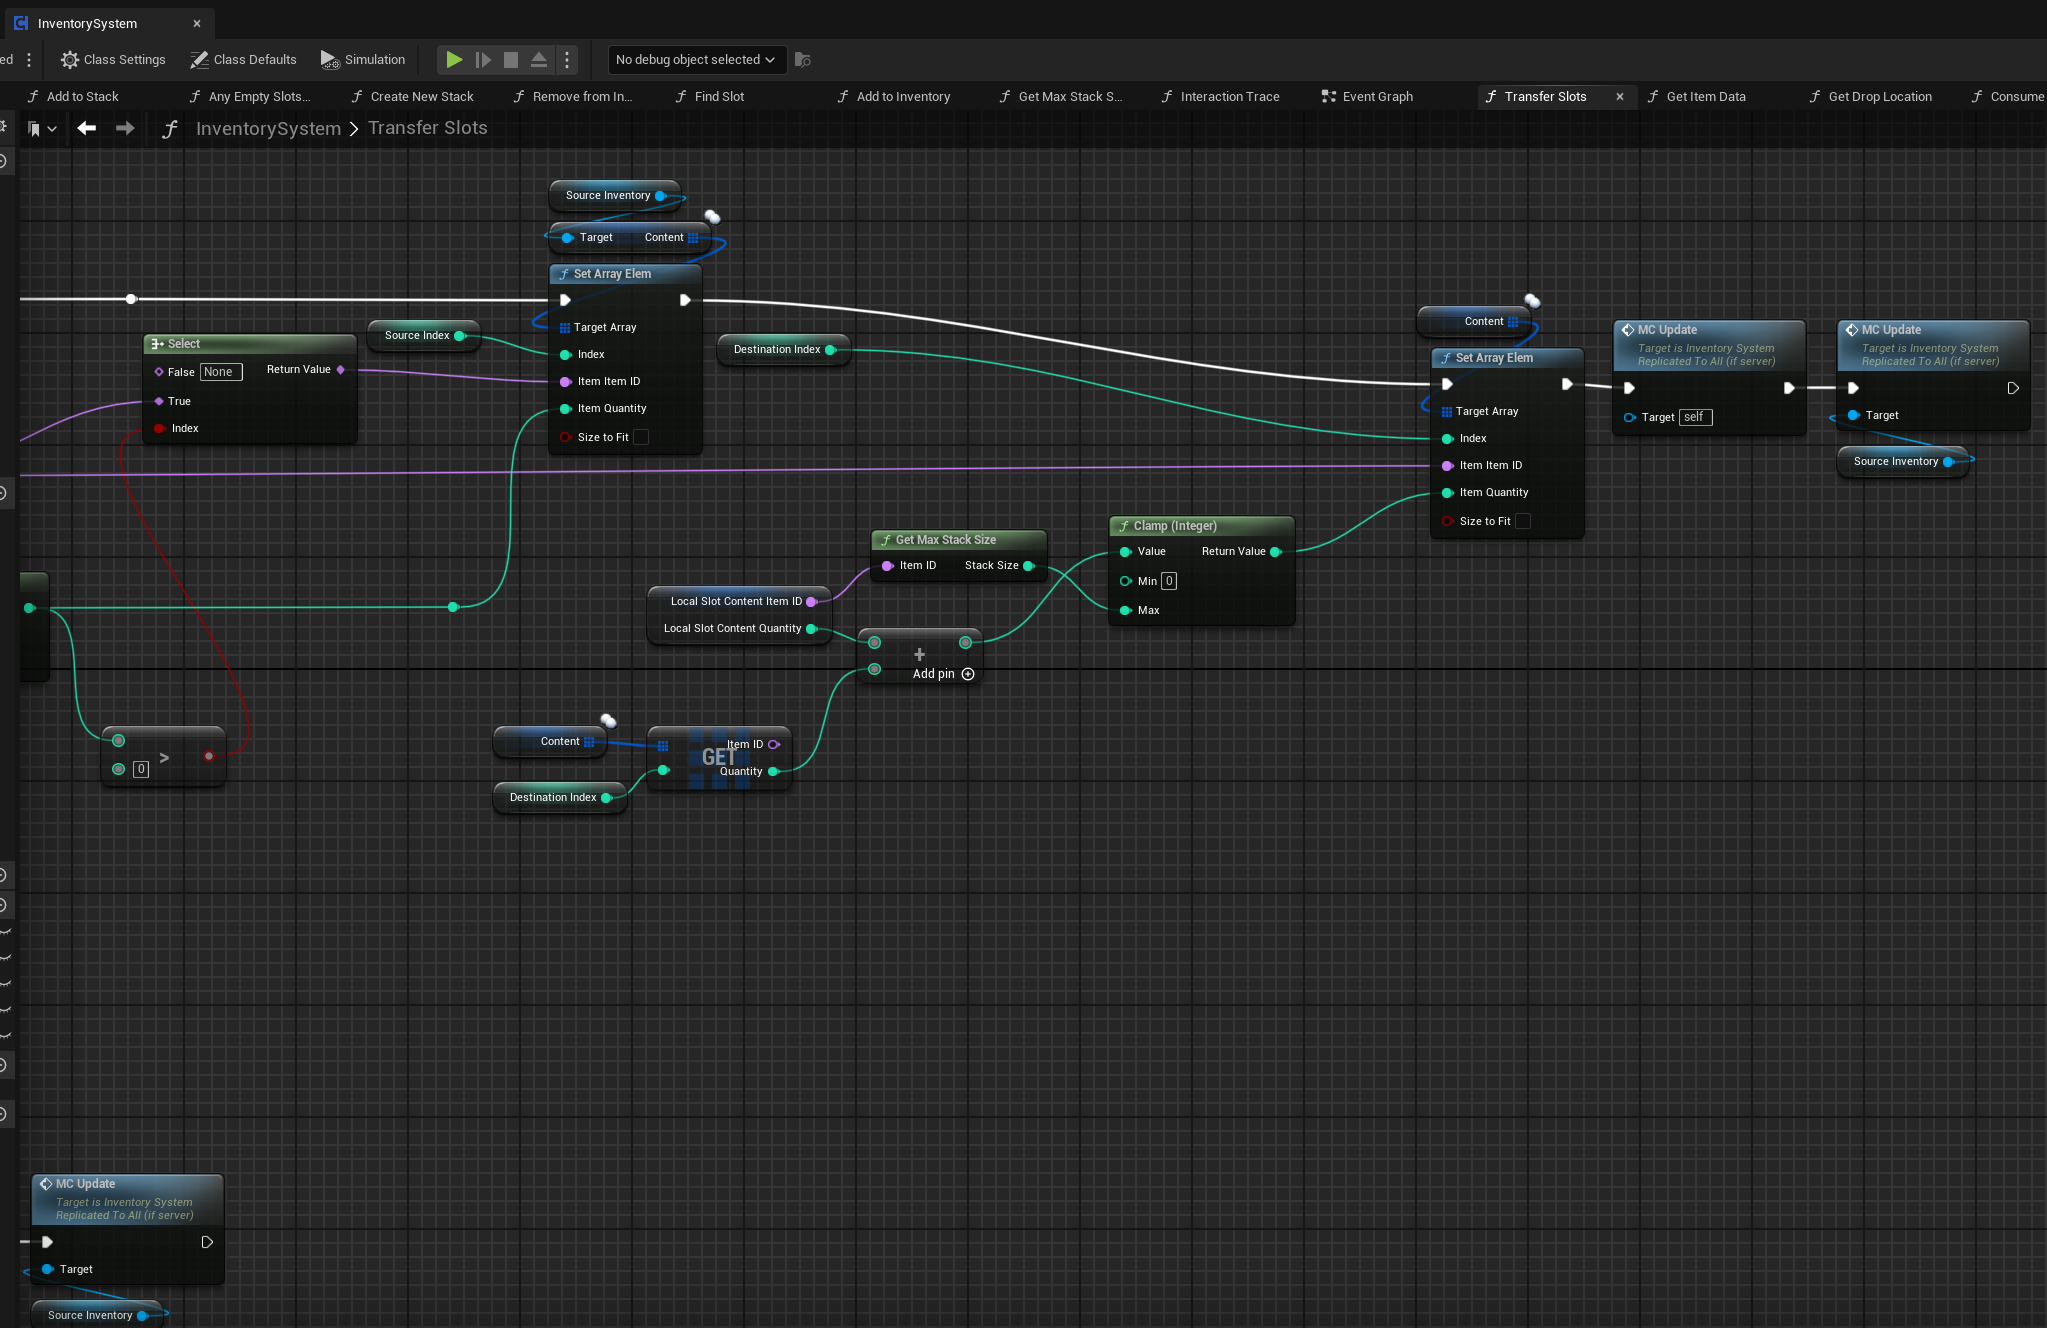 InventorySystem
ed
Class Settings
Class Defaults
Simulation
No debug object selected
Add to Stack
Any Empty Slots...
Create New Stack
Remove from In...
Find Slot
Add to Inventory
Get Max Stack S...
Interaction Trace
Event Graph
Transfer Slots
Get Item Data
Get Drop Location
Consume
InventorySystem > Transfer Slots
Source Inventory
Target Content
Set Array Elem
Target Array
Index
Item Item ID
Item Quantity
Size to Fit
Select
False None Return Value
True
Index
Source Index
Destination Index
Content
Set Array Elem
Target Array
Index
Item Item ID
Item Quantity
Size to Fit
MC Update
Target is Inventory System
Replicated To All (if server)
Target self
MC Update
Target is Inventory System
Replicated To All (if server)
Target
Source Inventory
Get Max Stack Size
Item ID Stack Size
Clamp (Integer)
Value Return Value
Min 0
Max
Local Slot Content Item ID
Local Slot Content Quantity
+
Add pin
>
0
Content
Destination Index
GET
Item ID
Quantity
MC Update
Target is Inventory System
Replicated To All (if server)
Target
Source Inventory